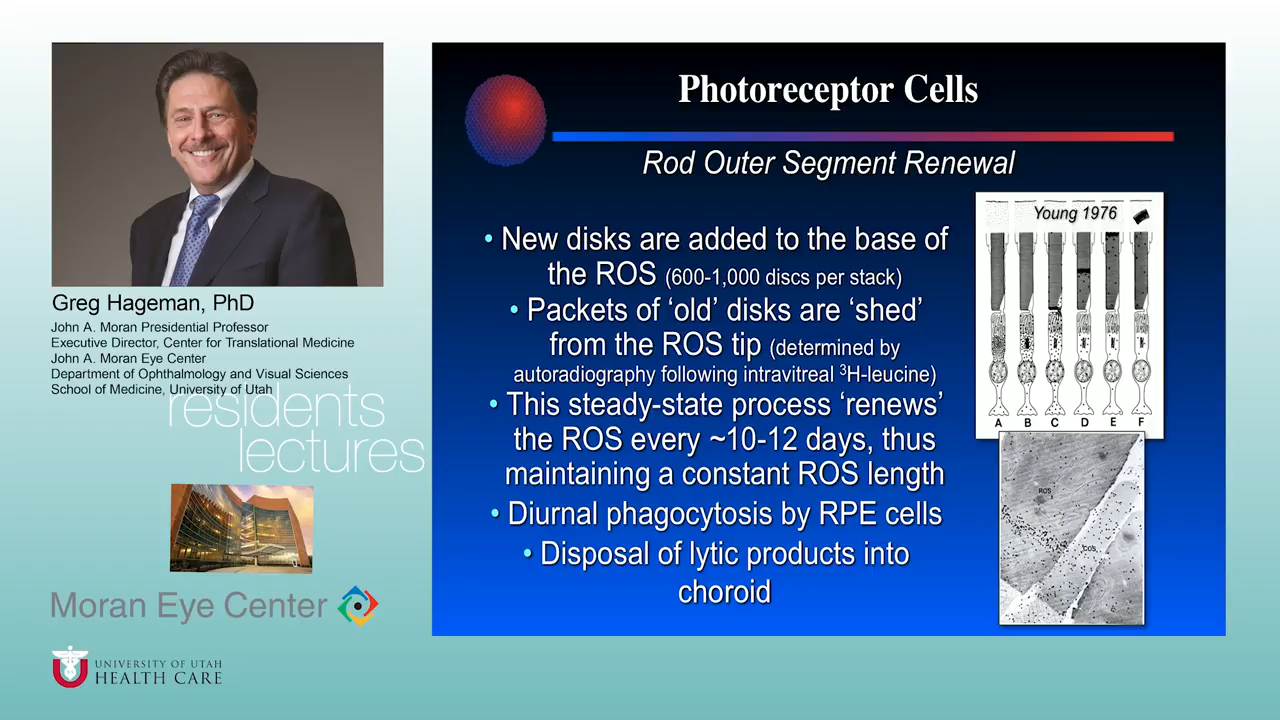 Greg Hageman, PhD
John A. Moran Presidential Professor
Executive Director, Center for Translational Medicine
John A. Moran Eye Center
Department of Ophthalmology and Visual Sciences
School of Medicine, University of Utah
residents
lectures
Moran Eye Center
UNIVERSITY OF UTAH
HEALTH CARE
Photoreceptor Cells
Rod Outer Segment Renewal
• New disks are added to the base of
the ROS (600-1,000 discs per stack)
• Packets of ‘old’ disks are ‘shed’
from the ROS tip (determined by
autoradiography following intravitreal ³H-leucine)
• This steady-state process ‘renews’
the ROS every ~10-12 days, thus
maintaining a constant ROS length
• Diurnal phagocytosis by RPE cells
• Disposal of lytic products into
choroid
Young 1976
A B C D E F
ROS
COS